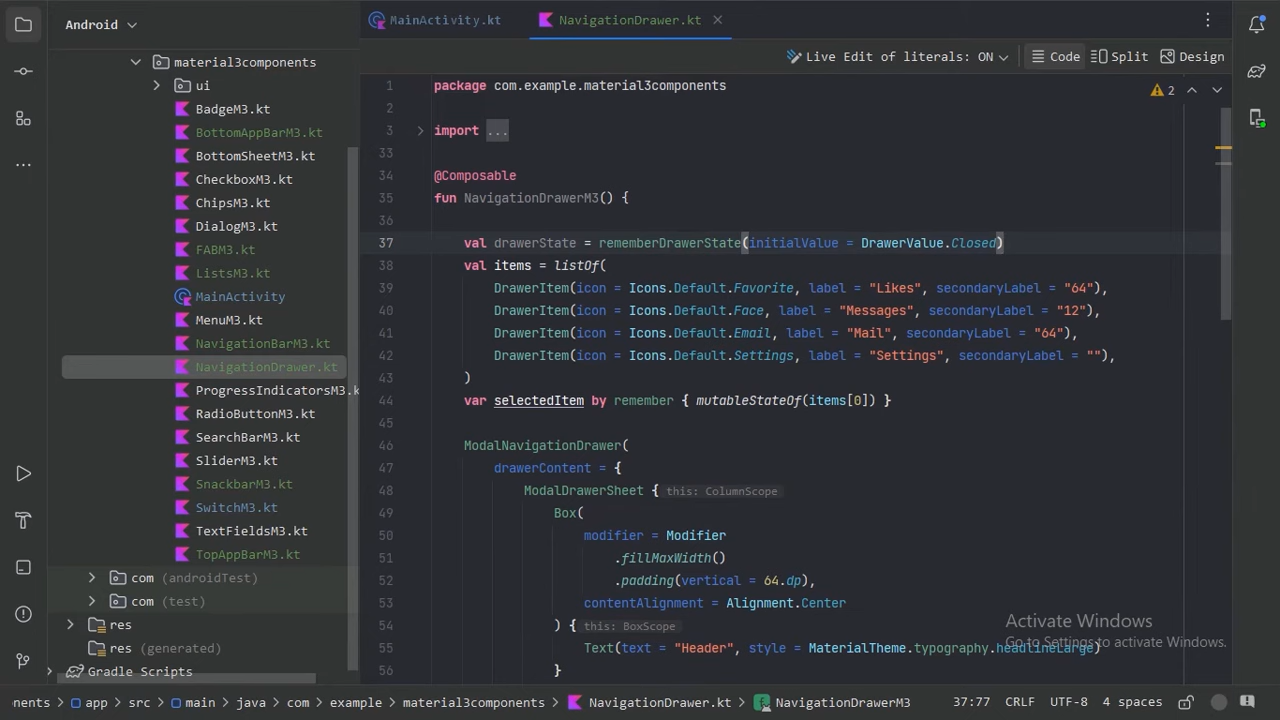 Android
MainActivity.kt
NavigationDrawer.kt
Live Edit of literals: ON
Code
Split
Design
material3components
ui
BadgeM3.kt
BottomAppBarM3.kt
BottomSheetM3.kt
CheckboxM3.kt
ChipsM3.kt
DialogM3.kt
FABM3.kt
ListsM3.kt
MainActivity
MenuM3.kt
NavigationBarM3.kt
NavigationDrawer.kt
ProgressIndicatorsM3.k
RadioButtonM3.kt
SearchBarM3.kt
SliderM3.kt
SnackbarM3.kt
SwitchM3.kt
TextFieldsM3.kt
TopAppBarM3.kt
com (androidTest)
com (test)
res
res (generated)
Gradle Scripts
1 package com.example.material3components
2
3 import ...
33
34 @Composable
35 fun NavigationDrawerM3() {
36
37 val drawerState = rememberDrawerState(initialValue = DrawerValue.Closed)
38 val items = listOf(
39 DrawerItem(icon = Icons.Default.Favorite, label = "Likes", secondaryLabel = "64"),
40 DrawerItem(icon = Icons.Default.Face, label = "Messages", secondaryLabel = "12"),
41 DrawerItem(icon = Icons.Default.Email, label = "Mail", secondaryLabel = "64"),
42 DrawerItem(icon = Icons.Default.Settings, label = "Settings", secondaryLabel = ""),
43 )
44 var selectedItem by remember { mutableStateOf(items[0]) }
45
46 ModalNavigationDrawer(
47 drawerContent = {
48 ModalDrawerSheet { this: ColumnScope
49 Box(
50 modifier = Modifier
51 .fillMaxWidth()
52 .padding(vertical = 64.dp),
53 contentAlignment = Alignment.Center
54 ) { this: BoxScope
55 Text(text = "Header", style = MaterialTheme.typography.headlineLarge)
56 }
2
Activate Windows
Go to Settings to activate Windows.
onents
app
src
main
java
com
example
material3components
NavigationDrawer.kt
NavigationDrawerM3
37:77
CRLF
UTF-8
4 spaces